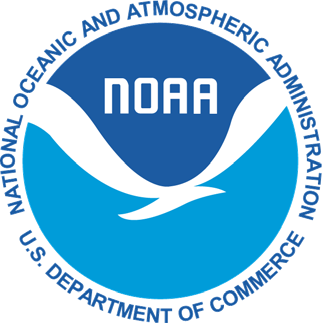 NATIONAL OCEANIC AND ATMOSPHERIC ADMINISTRATION
NOAA
U.S. DEPARTMENT OF COMMERCE